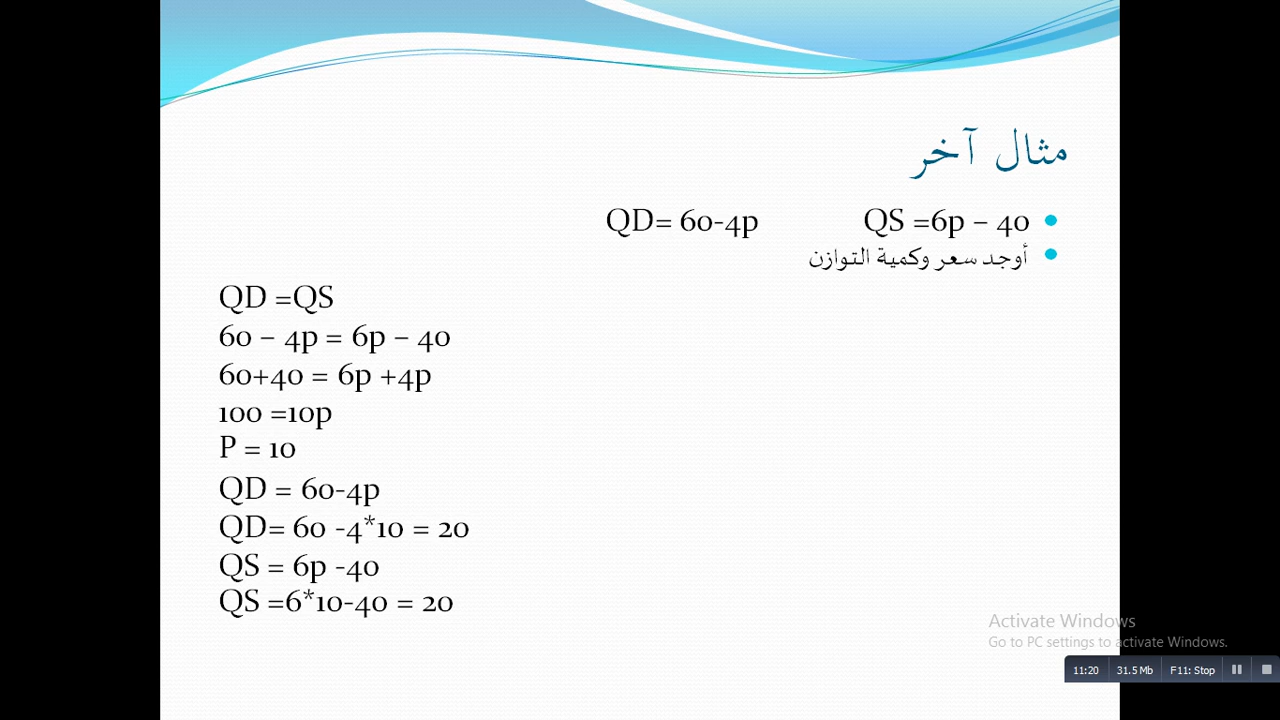 مثال آخر
QS =6p – 40 QD= 60-4p
أوجد سعر وكمية التوازن
QD =QS
60 – 4p = 6p – 40
60+40 = 6p +4p
100 =10p
P = 10
QD = 60-4p
QD= 60 -4*10 = 20
QS = 6p -40
QS =6*10-40 = 20
Activate Windows
Go to PC settings to activate Windows.
11:20 31.5 Mb F11: Stop